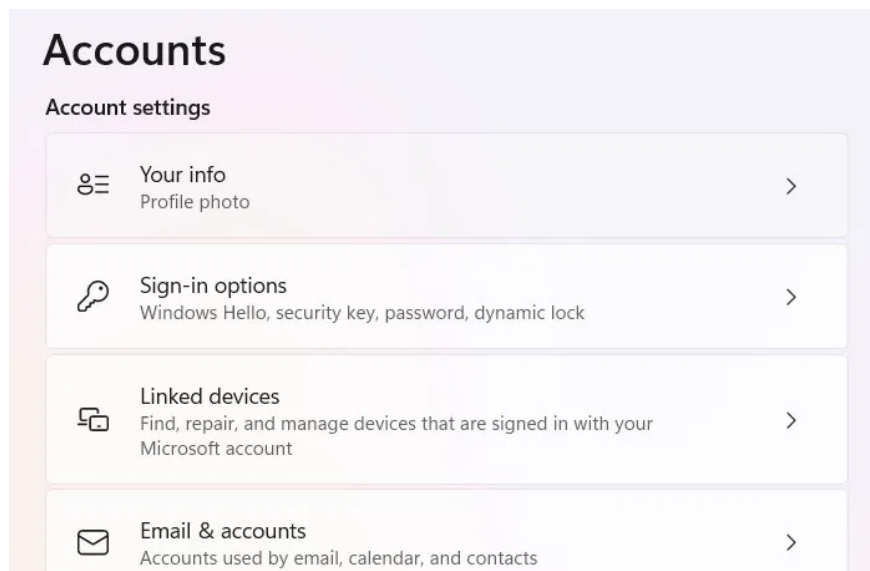 Accounts
Account settings
Your info
Profile photo
Sign-in options
Windows Hello, security key, password, dynamic lock
Linked devices
Find, repair, and manage devices that are signed in with your
Microsoft account
Email & accounts
Accounts used by email, calendar, and contacts